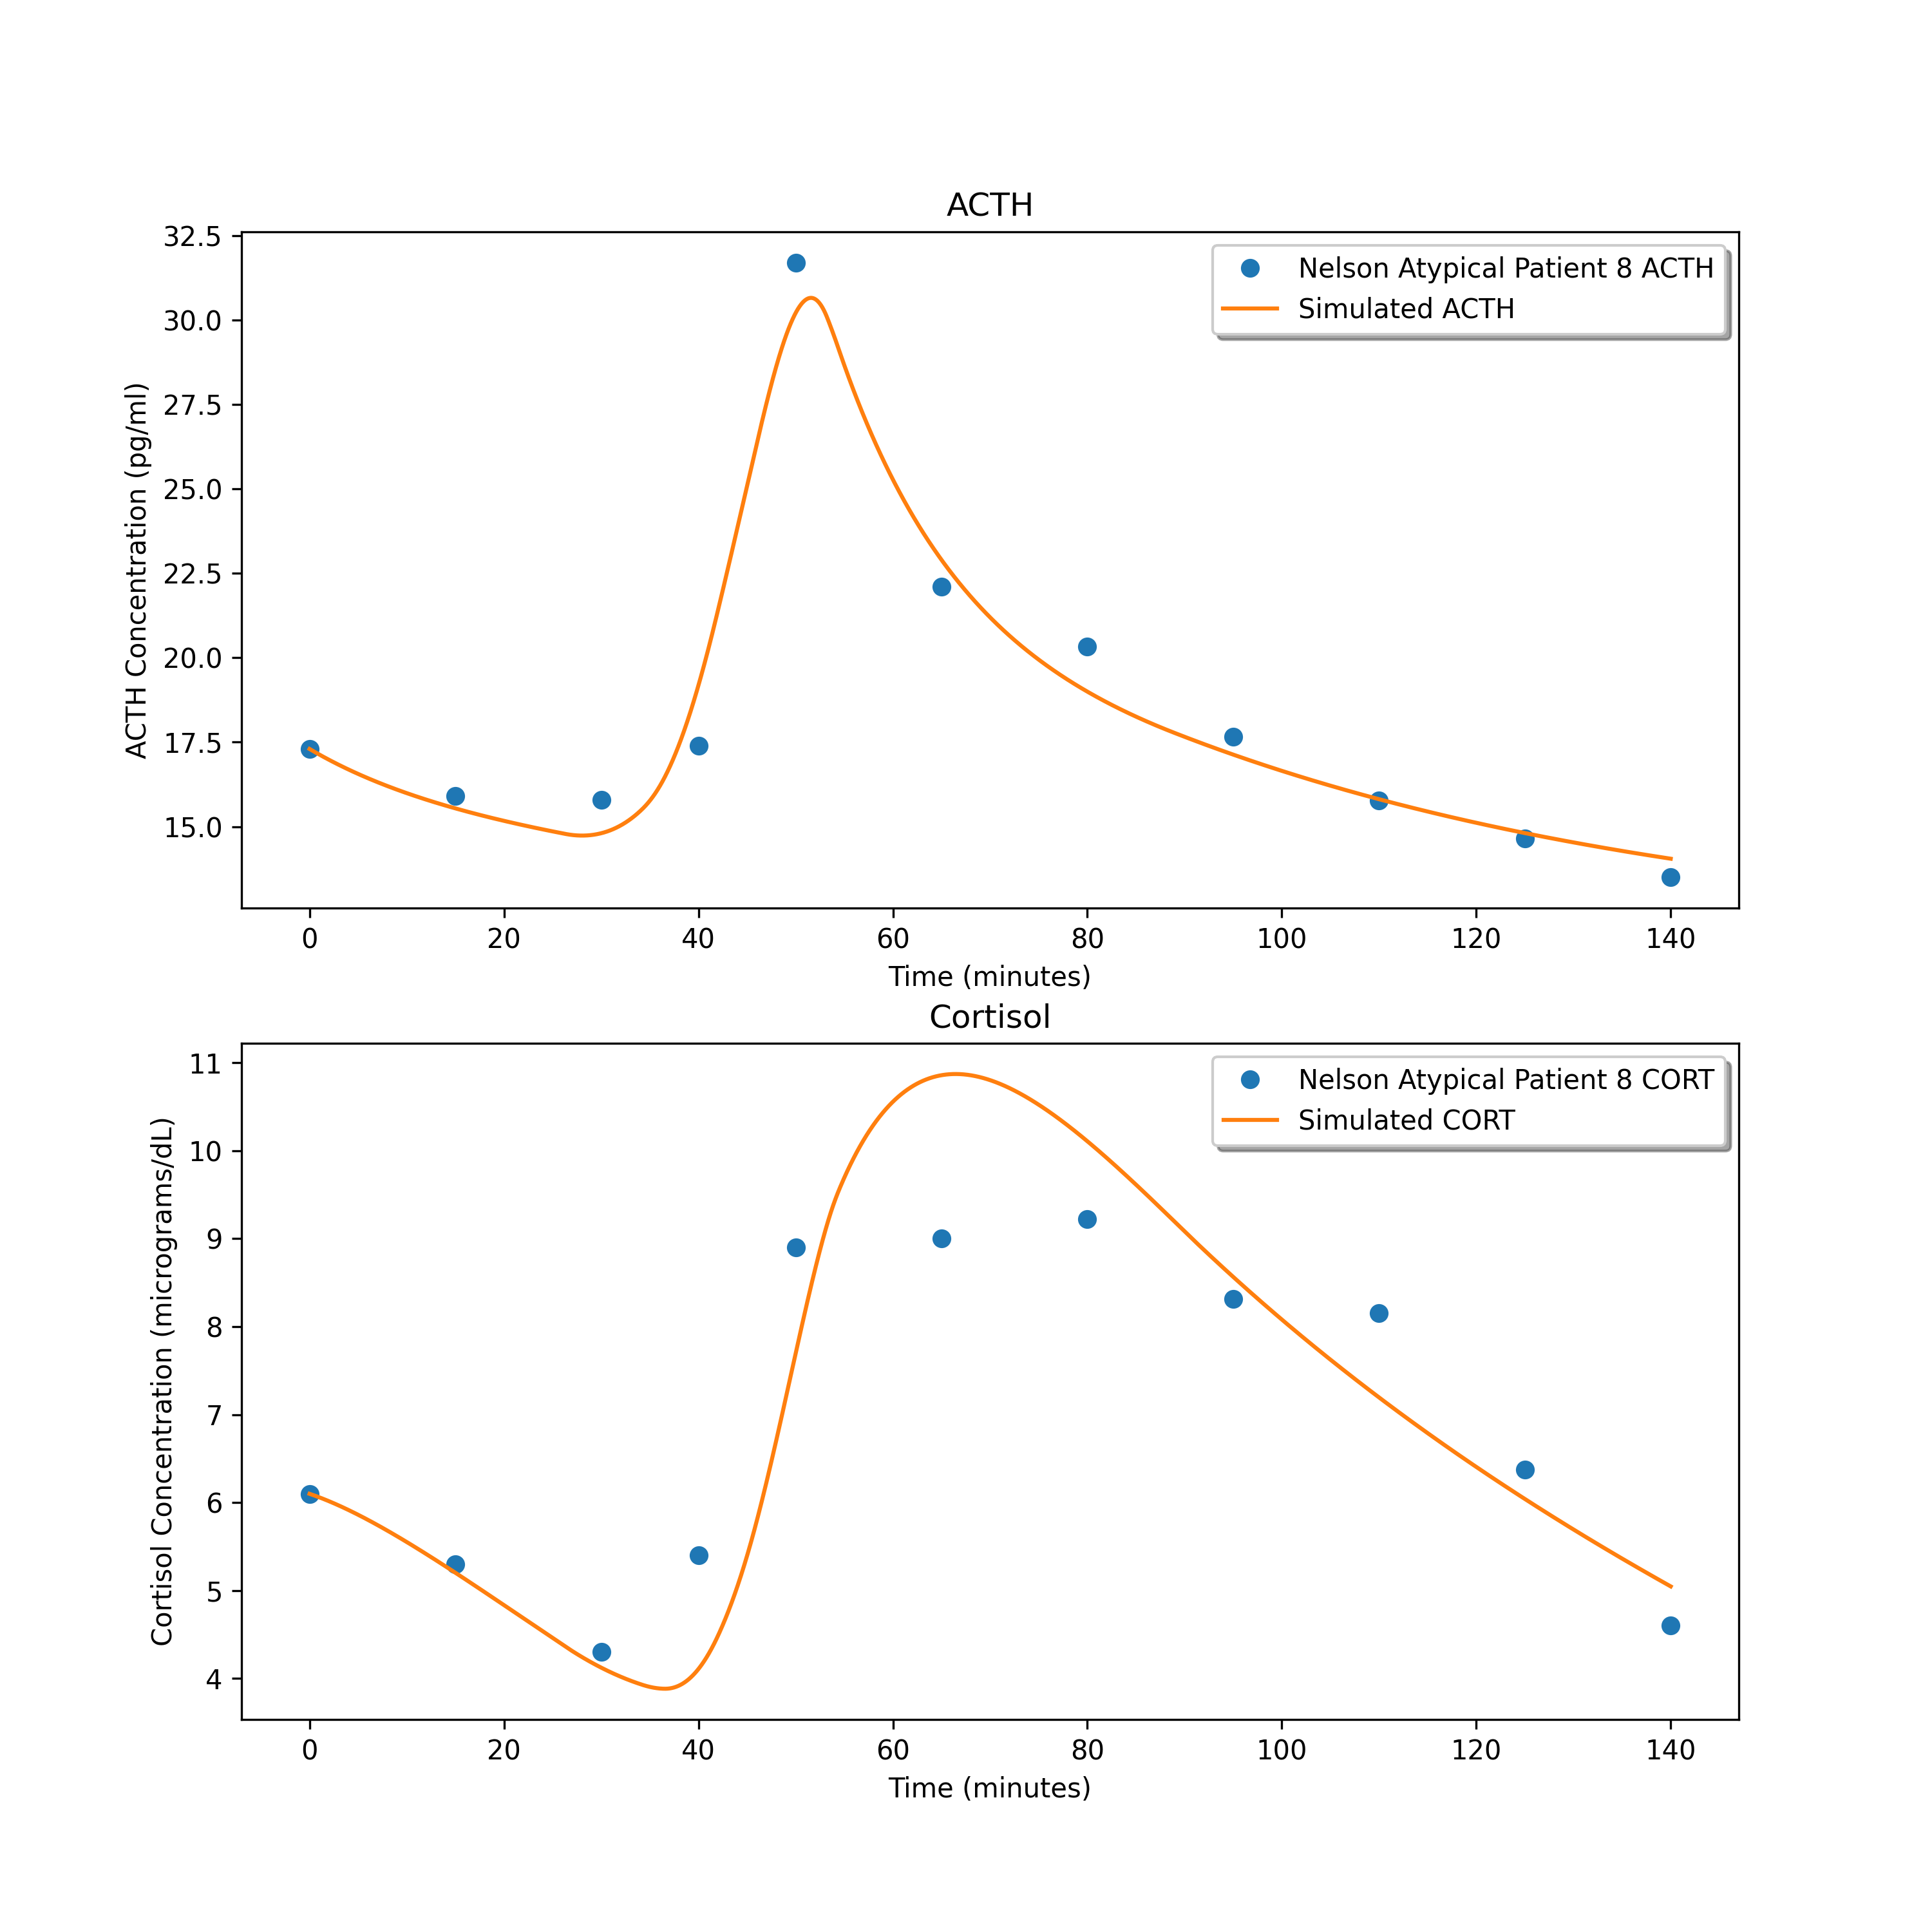 ACTH
32.5
30.0
27.5
25.0
22.5
20.0
17.5
15.0
ACTH Concentration (pg/ml)
Nelson Atypical Patient 8 ACTH
Simulated ACTH
0 20 40 60 80 100 120 140
Time (minutes)
Cortisol
11
10
9
8
7
6
5
4
Cortisol Concentration (micrograms/dL)
Nelson Atypical Patient 8 CORT
Simulated CORT
0 20 40 60 80 100 120 140
Time (minutes)